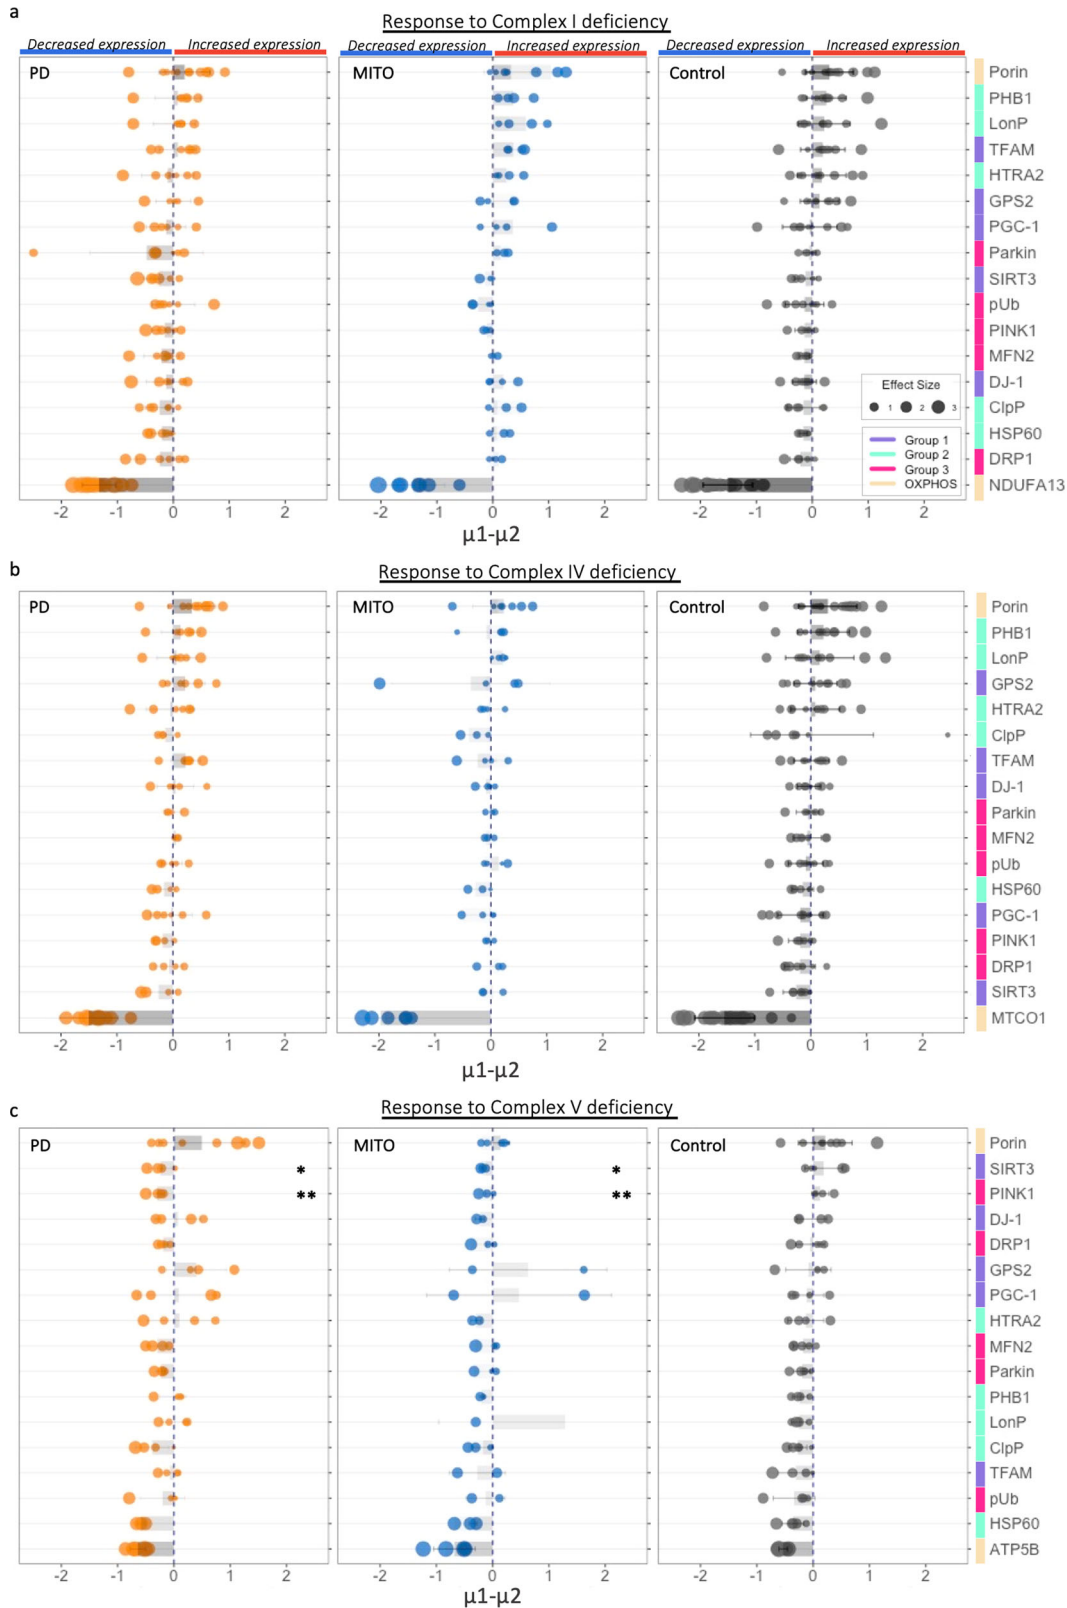 a
Response to Complex I deficiency
Decreased expression Increased expression Decreased expression Increased expression Decreased expression Increased expression
PD MITO Control Porin
PHB1
LonP
TFAM
HTRA2
GPS2
PGC-1
Parkin
SIRT3
pUb
PINK1
MFN2
DJ-1
ClpP
HSP60
DRP1
NDUFA13
Effect Size
1 2 3
Group 1
Group 2
Group 3
OXPHOS
-2 -1 0 1 2 -2 -1 0 1 2 -2 -1 0 1 2
μ1-μ2
b
Response to Complex IV deficiency
PD MITO Control Porin
PHB1
LonP
GPS2
HTRA2
ClpP
TFAM
DJ-1
Parkin
MFN2
pUb
HSP60
PGC-1
PINK1
DRP1
SIRT3
MTCO1
-2 -1 0 1 2 -2 -1 0 1 2 -2 -1 0 1 2
μ1-μ2
c
Response to Complex V deficiency
PD MITO Control Porin
* * SIRT3
** ** PINK1
DJ-1
DRP1
GPS2
PGC-1
HTRA2
MFN2
Parkin
PHB1
LonP
ClpP
TFAM
pUb
HSP60
ATP5B
-2 -1 0 1 2 -2 -1 0 1 2 -2 -1 0 1 2
μ1-μ2